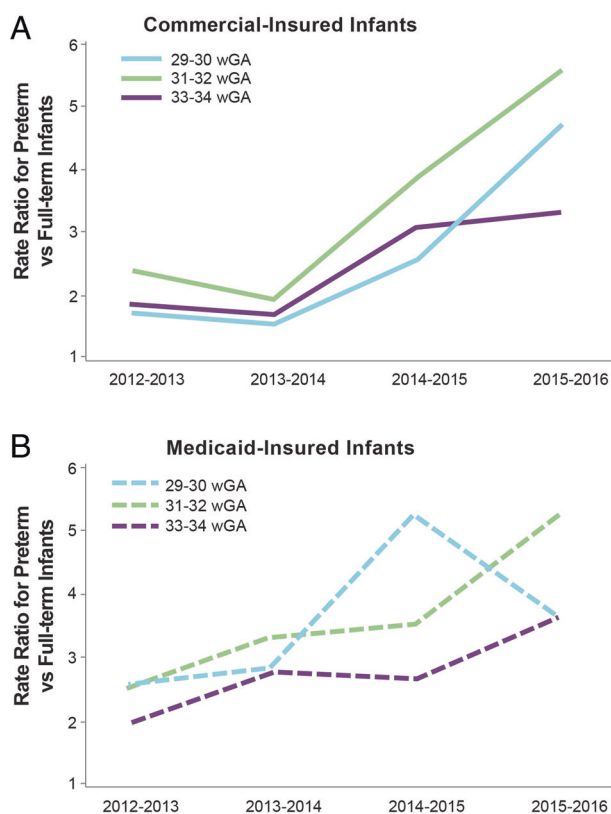 A
Commercial-Insured Infants
Rate Ratio for Preterm
vs Full-term Infants
6
5
4
3
2
1
29-30 wGA
31-32 wGA
33-34 wGA
2012-2013 2013-2014 2014-2015 2015-2016
B
Medicaid-Insured Infants
Rate Ratio for Preterm
vs Full-term Infants
6
5
4
3
2
1
29-30 wGA
31-32 wGA
33-34 wGA
2012-2013 2013-2014 2014-2015 2015-2016